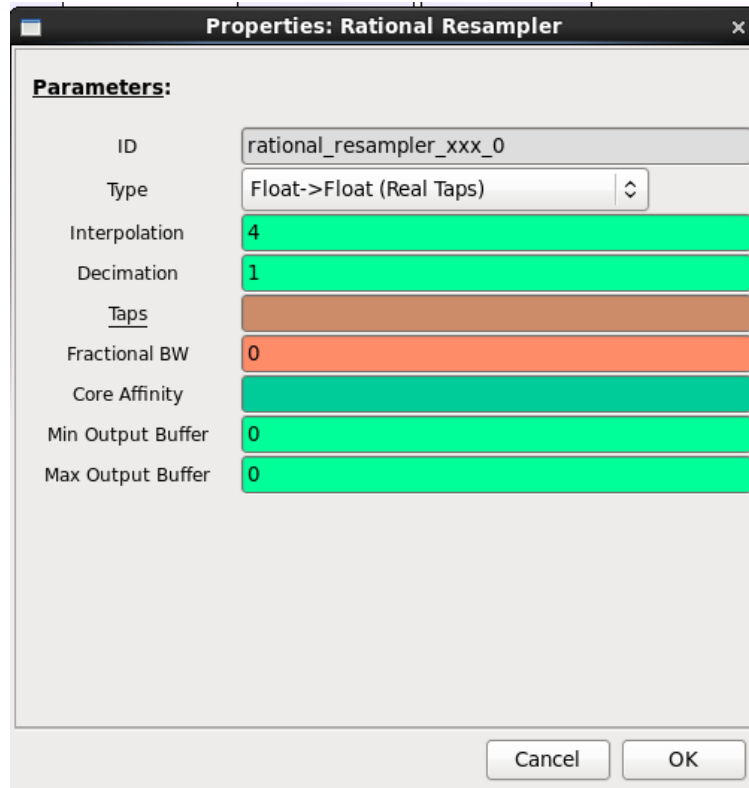 Properties: Rational Resampler
Parameters:
ID rational_resampler_xxx_0
Type Float->Float (Real Taps)
Interpolation 4
Decimation 1
Taps
Fractional BW 0
Core Affinity
Min Output Buffer 0
Max Output Buffer 0
Cancel OK